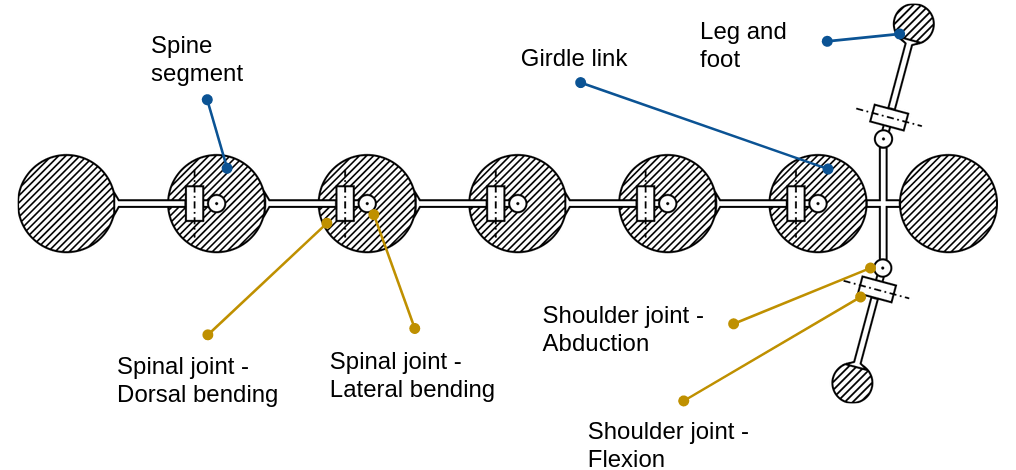 Spine
segment
Girdle link
Leg and
foot
Spinal joint -
Dorsal bending
Spinal joint -
Lateral bending
Shoulder joint -
Abduction
Shoulder joint -
Flexion